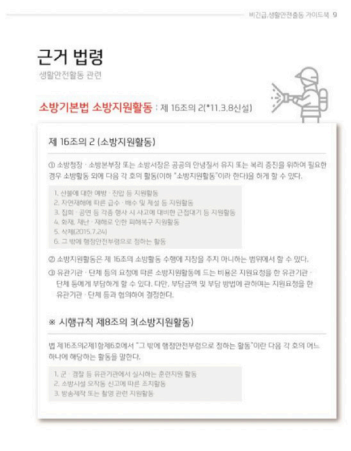 비긴급.생활안전출동 가이드북 9
근거 법령
생활안전활동 관련
소방기본법 소방지원활동 : 제 16조의 2(*11.3.8신설)
제 16조의 2 (소방지원활동)
① 소방청장ㆍ소방본부장 또는 소방서장은 공공의 안녕질서 유지 또는 복리 증진을 위하여 필요한
경우 소방활동 외에 다음 각 호의 활동(이하 "소방지원활동"이라 한다)을 하게 할 수 있다.
1. 산불에 대한 예방ㆍ진압 등 지원활동
2. 자연재해에 따른 급수ㆍ배수 및 제설 등 지원활동
3. 집회ㆍ공연 등 각종 행사 시 사고에 대비한 근접대기 등 지원활동
4. 화재, 재난ㆍ재해로 인한 피해복구 지원활동
5. 삭제(2015.7.24)
6. 그 밖에 행정안전부령으로 정하는 활동
② 소방지원활동은 제 16조의 소방활동 수행에 지장을 주지 아니하는 범위에서 할 수 있다.
③ 유관기관ㆍ단체 등의 요청에 따른 소방지원활동에 드는 비용은 지원요청을 한 유관기관ㆍ
단체 등에게 부담하게 할 수 있다. 다만, 부담금액 및 부담 방법에 관하여는 지원요청을 한
유관기관ㆍ단체 등과 협의하여 결정한다.
※ 시행규칙 제8조의 3(소방지원활동)
법 제16조의2제1항제6호에서 "그 밖에 행정안전부령으로 정하는 활동"이란 다음 각 호의 어느
하나에 해당하는 활동을 말한다.
1. 군ㆍ경찰 등 유관기관에서 실시하는 훈련지원 활동
2. 소방시설 오작동 신고에 따른 조치활동
3. 방송제작 또는 촬영 관련 지원활동